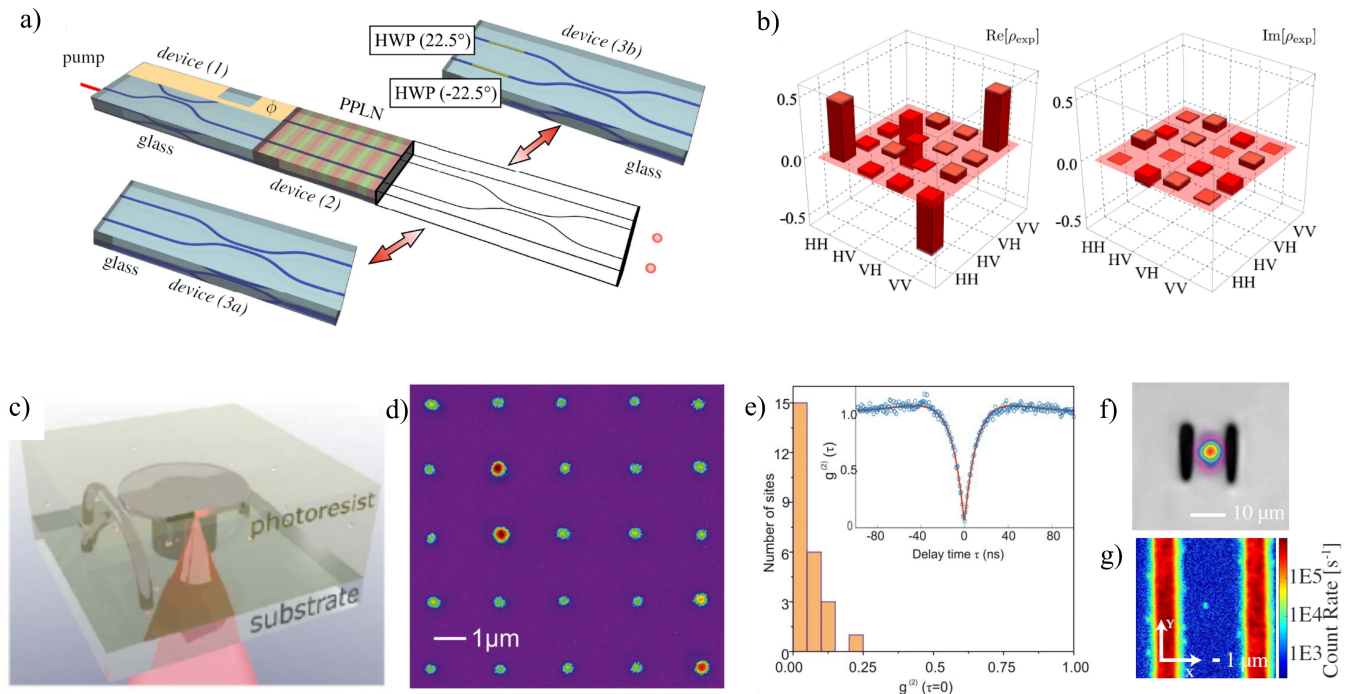 a)
device (1)
pump
ϕ
PPLN
glass
device (2)
HWP (22.5°)
HWP (-22.5°)
device (3b)
glass
glass
device (3a)
b)
Re[ρexp]
0.5
0.0
-0.5
HH
HV
VH
VV
HH
HV
VH
VV
Im[ρexp]
0.5
0.0
-0.5
HH
HV
VH
VV
HH
HV
VH
VV
c)
photoresist
substrate
d)
1µm
e)
Number of sites
15
12
9
6
3
0
0.00
0.25
0.50
0.75
1.00
g(2) (τ=0)
g(2) (τ)
1.0
0.5
0
-80
-40
0
40
80
Delay time τ (ns)
f)
10 µm
g)
Y
X
1 µm
1E5
1E4
1E3
Count Rate [s-1]